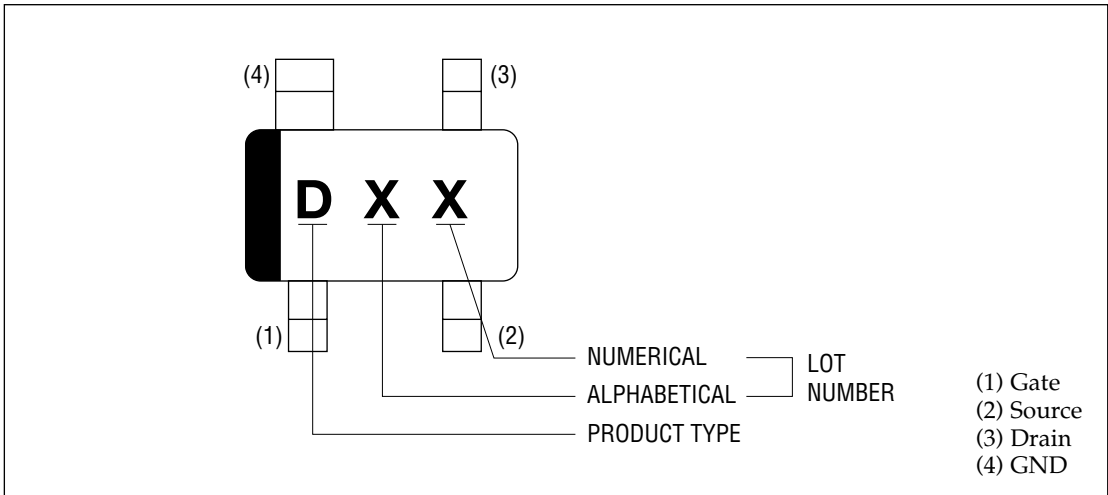 (4)
(3)
D X X
(1)
(2)
NUMERICAL
ALPHABETICAL
LOT
NUMBER
PRODUCT TYPE
(1) Gate
(2) Source
(3) Drain
(4) GND